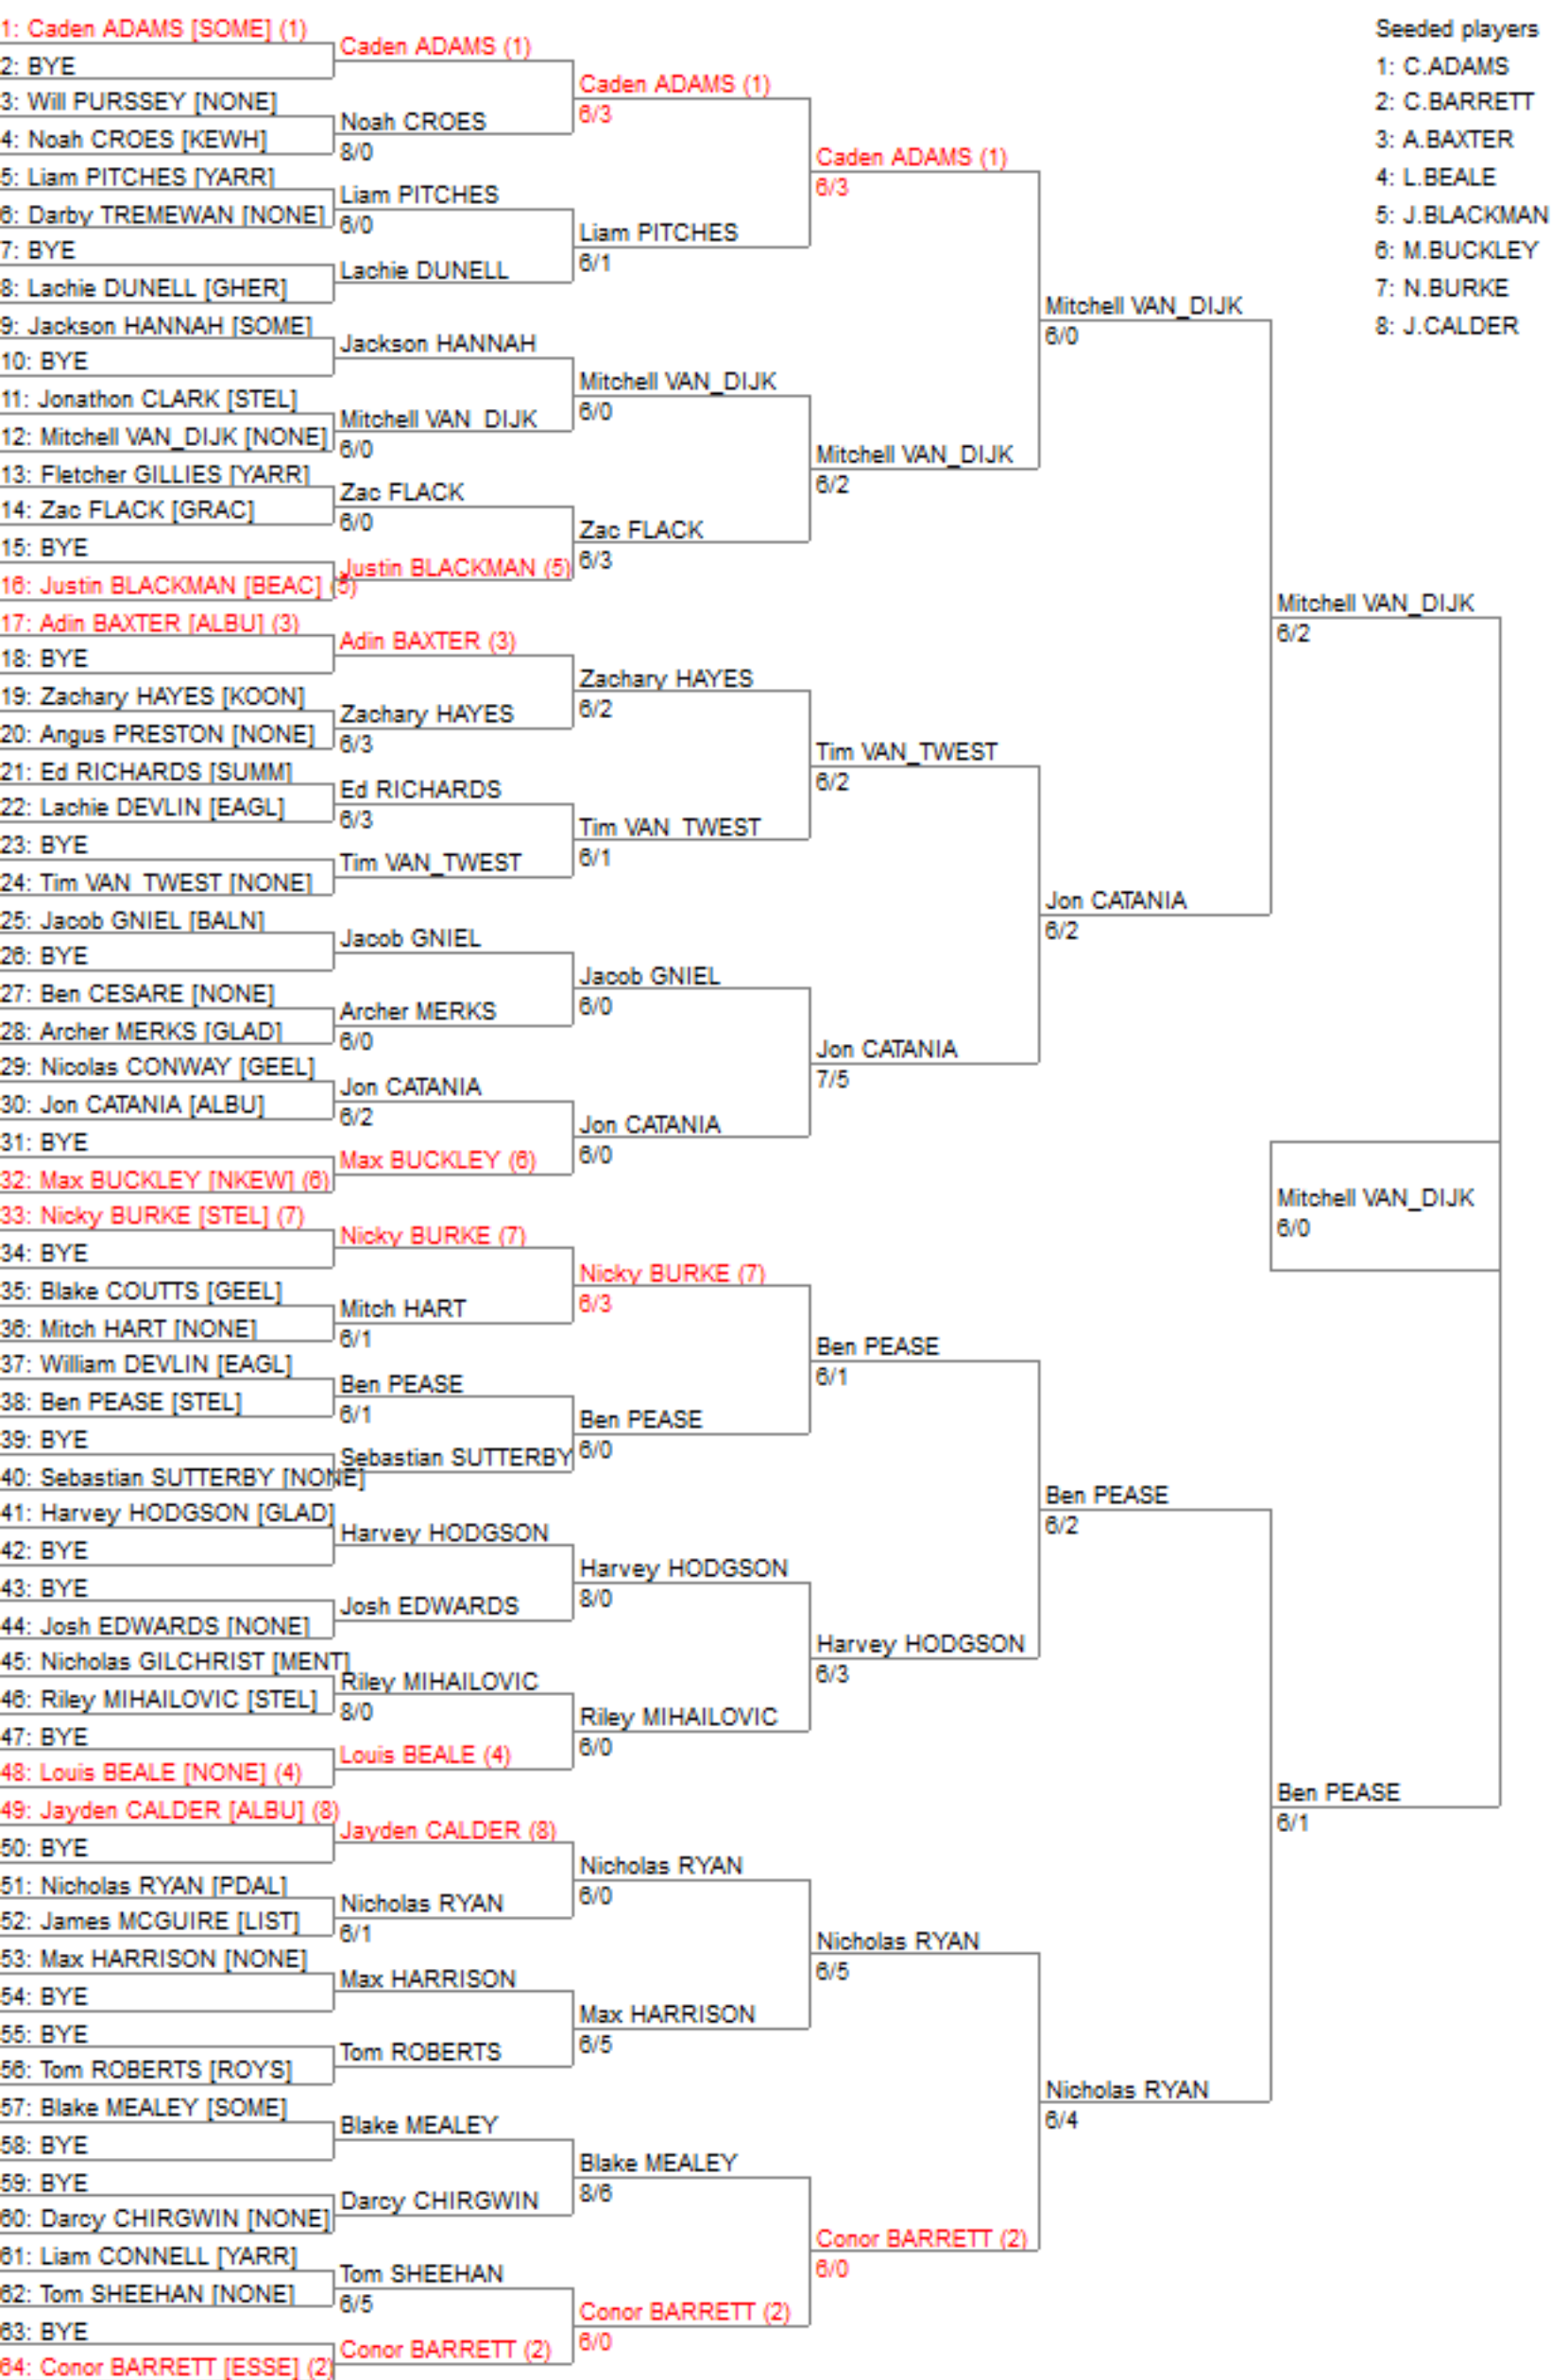 1: Caden ADAMS [SOME] (1)
2: BYE
3: Will PURSSEY [NONE]
4: Noah CROES [KEWH]
5: Liam PITCHES [YARR]
6: Darby TREMEWAN [NONE]
7: BYE
8: Lachie DUNELL [GHER]
9: Jackson HANNAH [SOME]
10: BYE
11: Jonathon CLARK [STEL]
12: Mitchell VAN_DIJK [NONE]
13: Fletcher GILLIES [YARR]
14: Zac FLACK [GRAC]
15: BYE
16: Justin BLACKMAN [BEAC] (5)
17: Adin BAXTER [ALBU] (3)
18: BYE
19: Zachary HAYES [KOON]
20: Angus PRESTON [NONE]
21: Ed RICHARDS [SUMM]
22: Lachie DEVLIN [EAGL]
23: BYE
24: Tim VAN_TWEST [NONE]
25: Jacob GNIEL [BALN]
26: BYE
27: Ben CESARE [NONE]
28: Archer MERKS [GLAD]
29: Nicolas CONWAY [GEEL]
30: Jon CATANIA [ALBU]
31: BYE
32: Max BUCKLEY [NKEW] (6)
33: Nicky BURKE [STEL] (7)
34: BYE
35: Blake COUTTS [GEEL]
36: Mitch HART [NONE]
37: William DEVLIN [EAGL]
38: Ben PEASE [STEL]
39: BYE
40: Sebastian SUTTERBY [NONE]
41: Harvey HODGSON [GLAD]
42: BYE
43: BYE
44: Josh EDWARDS [NONE]
45: Nicholas GILCHRIST [MENT]
46: Riley MIHAILOVIC [STEL]
47: BYE
48: Louis BEALE [NONE] (4)
49: Jayden CALDER [ALBU] (8)
50: BYE
51: Nicholas RYAN [PDAL]
52: James MCGUIRE [LIST]
53: Max HARRISON [NONE]
54: BYE
55: BYE
56: Tom ROBERTS [ROYS]
57: Blake MEALEY [SOME]
58: BYE
59: BYE
60: Darcy CHIRGWIN [NONE]
61: Liam CONNELL [YARR]
62: Tom SHEEHAN [NONE]
63: BYE
64: Conor BARRETT [ESSE] (2)
Caden ADAMS (1)
Noah CROES
8/0
Liam PITCHES
6/0
Lachie DUNELL
Jackson HANNAH
Mitchell VAN_DIJK
6/0
Zac FLACK
6/0
Justin BLACKMAN (5)
Adin BAXTER (3)
Zachary HAYES
6/3
Ed RICHARDS
6/3
Tim VAN_TWEST
Jacob GNIEL
Archer MERKS
6/0
Jon CATANIA
6/2
Max BUCKLEY (6)
Nicky BURKE (7)
Mitch HART
6/1
Ben PEASE
6/1
Sebastian SUTTERBY
Harvey HODGSON
Josh EDWARDS
Riley MIHAILOVIC
8/0
Louis BEALE (4)
Jayden CALDER (8)
Nicholas RYAN
6/1
Max HARRISON
Tom ROBERTS
Blake MEALEY
Darcy CHIRGWIN
Tom SHEEHAN
6/5
Conor BARRETT (2)
Caden ADAMS (1)
6/3
Liam PITCHES
6/1
Mitchell VAN_DIJK
6/0
Zac FLACK
6/3
Zachary HAYES
6/2
Tim VAN_TWEST
6/1
Jacob GNIEL
6/0
Jon CATANIA
6/0
Nicky BURKE (7)
6/3
Ben PEASE
6/0
Harvey HODGSON
8/0
Riley MIHAILOVIC
6/0
Nicholas RYAN
6/0
Max HARRISON
6/5
Blake MEALEY
8/6
Conor BARRETT (2)
6/0
Caden ADAMS (1)
6/3
Mitchell VAN_DIJK
6/2
Tim VAN_TWEST
6/2
Jon CATANIA
7/5
Ben PEASE
6/1
Harvey HODGSON
6/3
Nicholas RYAN
6/5
Conor BARRETT (2)
6/0
Mitchell VAN_DIJK
6/0
Jon CATANIA
6/2
Ben PEASE
6/2
Nicholas RYAN
6/4
Mitchell VAN_DIJK
6/2
Ben PEASE
6/1
Mitchell VAN_DIJK
6/0
Seeded players
1: C.ADAMS
2: C.BARRETT
3: A.BAXTER
4: L.BEALE
5: J.BLACKMAN
6: M.BUCKLEY
7: N.BURKE
8: J.CALDER